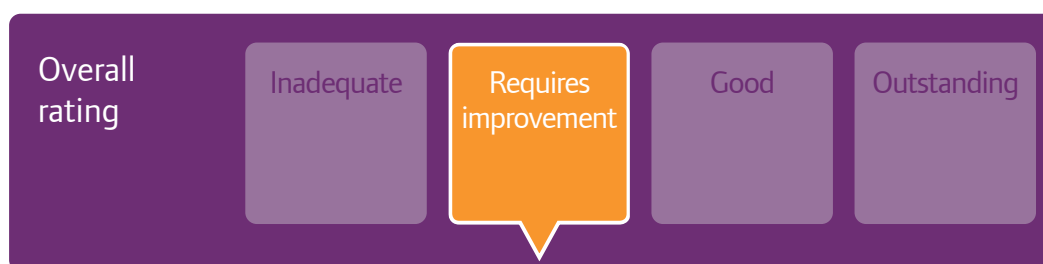 Overall
rating
Inadequate
Requires
improvement
Good
Outstanding